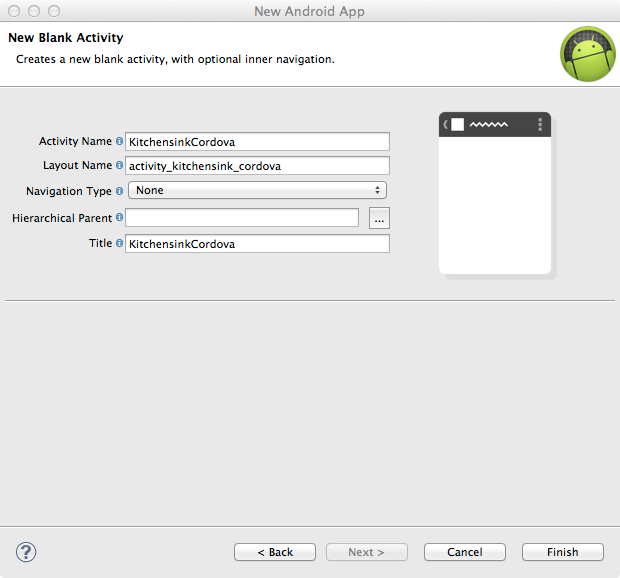 New Android App
New Blank Activity
Creates a new blank activity, with optional inner navigation.
Activity Name KitchensinkCordova
Layout Name activity_kitchensink_cordova
Navigation Type None
Hierarchical Parent ...
Title KitchensinkCordova
? < Back Next > Cancel Finish